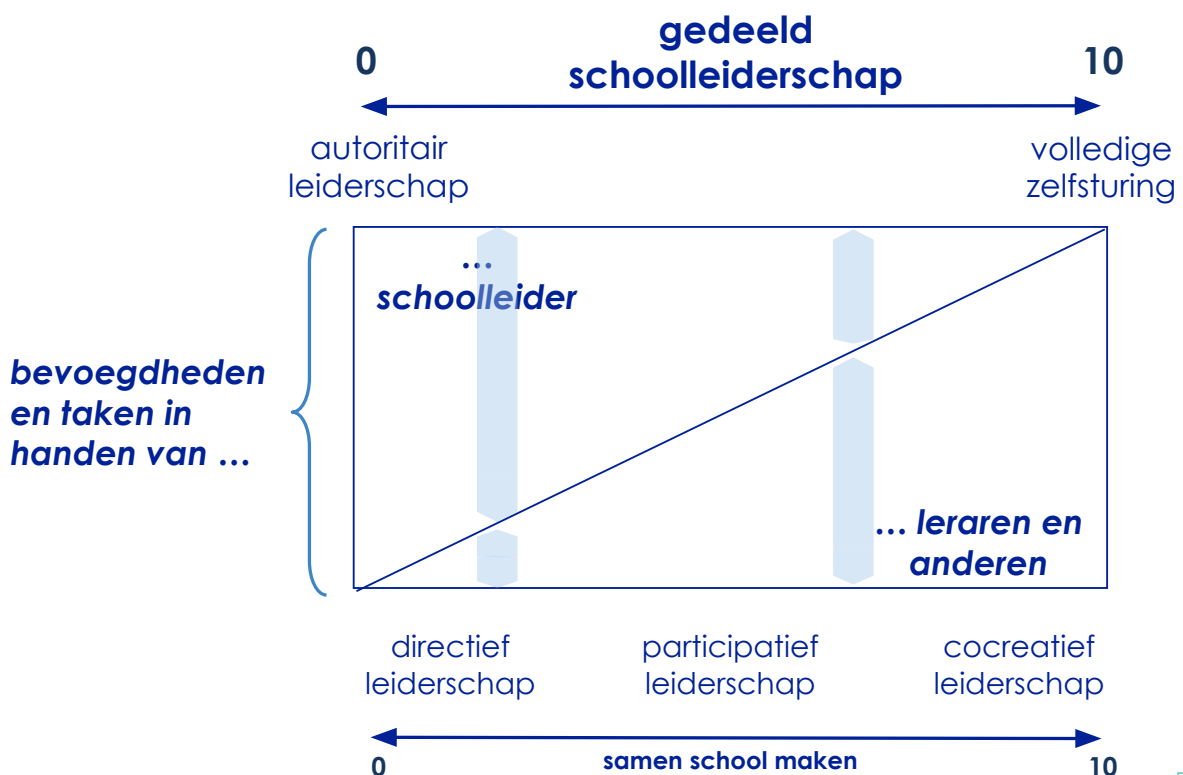 gedeeld
schoolleiderschap
0
10
autoritair
leiderschap
volledige
zelfsturing
…
schoolleider
bevoegdheden
en taken in
handen van …
… leraren en
anderen
directief
leiderschap
participatief
leiderschap
cocreatief
leiderschap
0
samen school maken
10